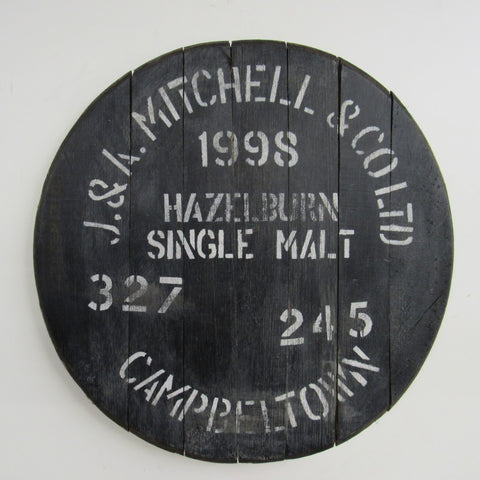 J. & A. MITCHELL & CO LTD
1998
HAZELBURN
SINGLE MALT
327
245
CAMPBELTOWN